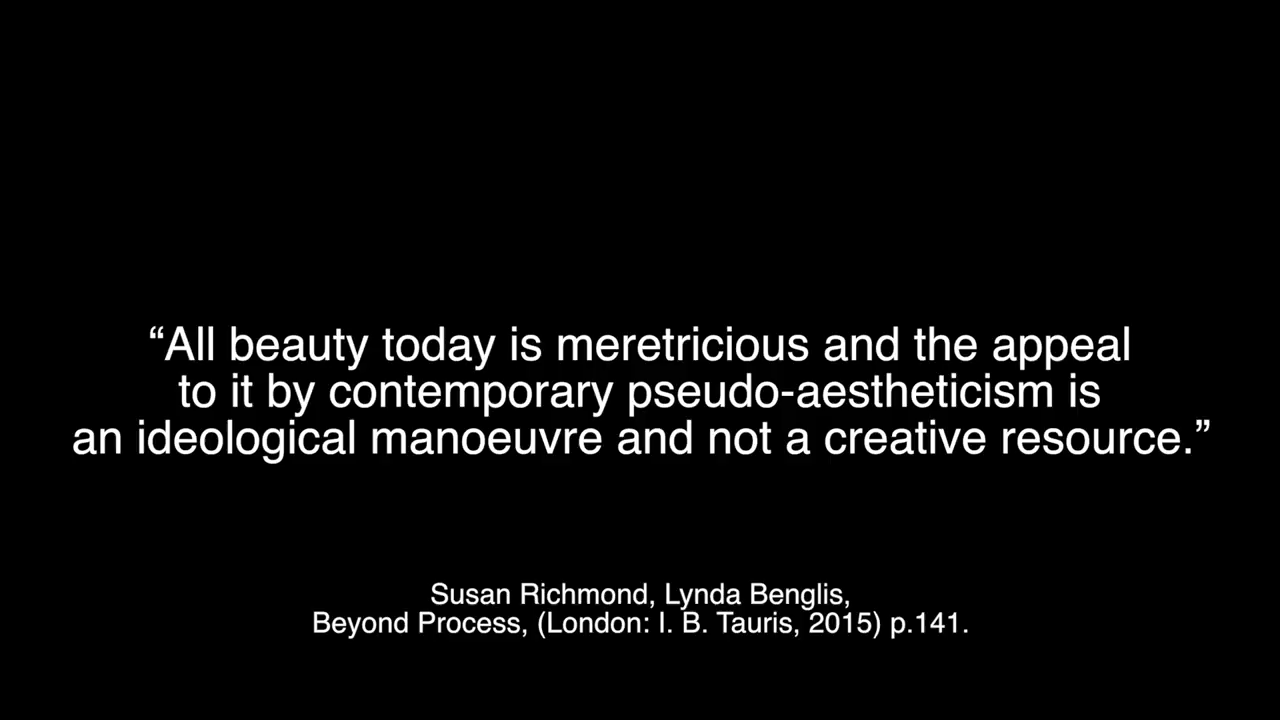 “All beauty today is meretricious and the appeal
to it by contemporary pseudo-aestheticism is
an ideological manoeuvre and not a creative resource.”
Susan Richmond, Lynda Benglis,
Beyond Process, (London: I. B. Tauris, 2015) p.141.